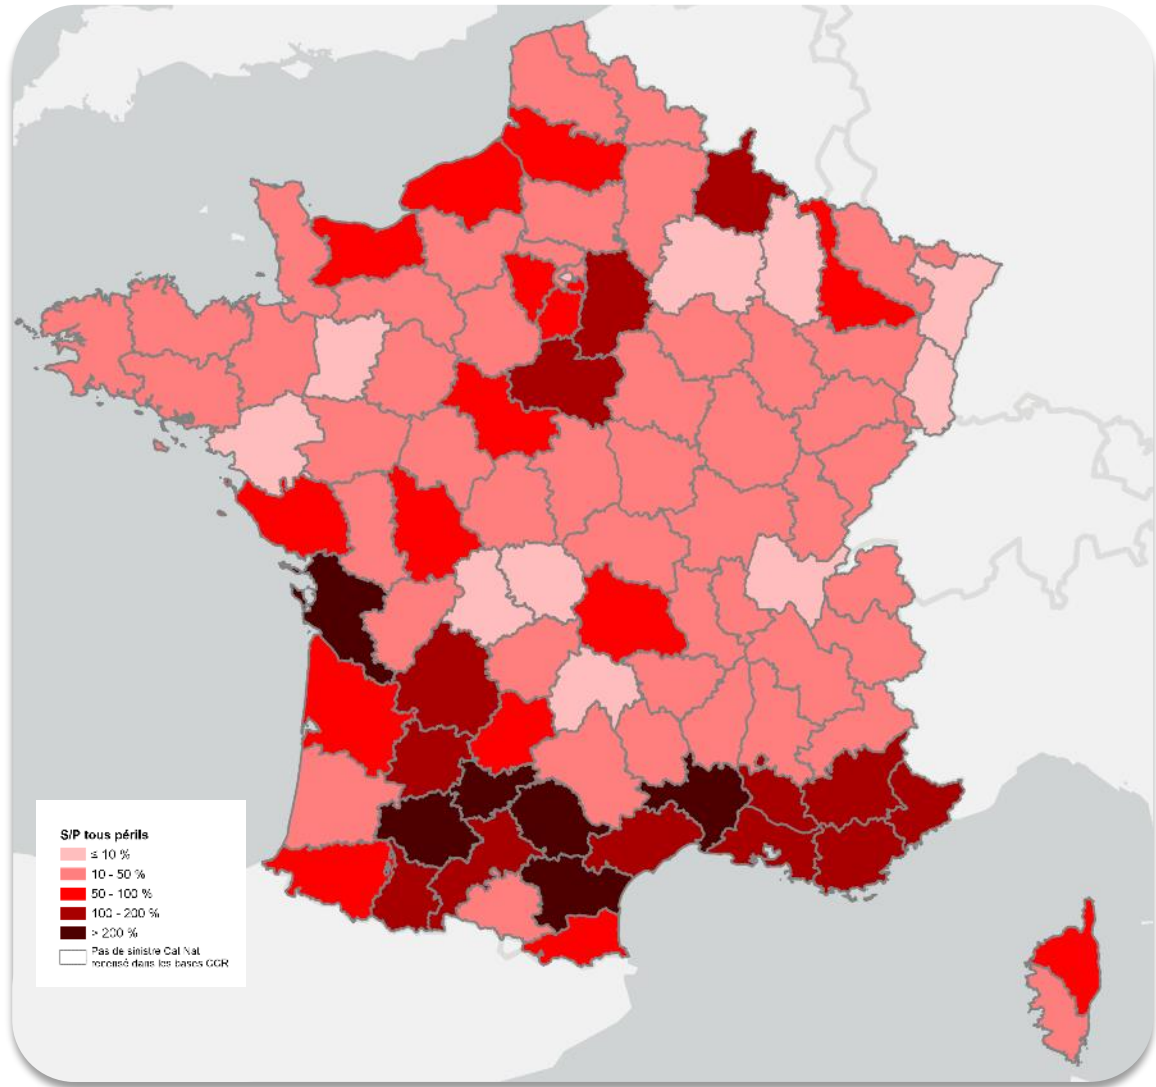 S/P tous périls
≤ 10 %
10 - 50 %
50 - 100 %
100 - 200 %
> 200 %
Pas de sinistre Cat Nat
recensé dans les bases CCR